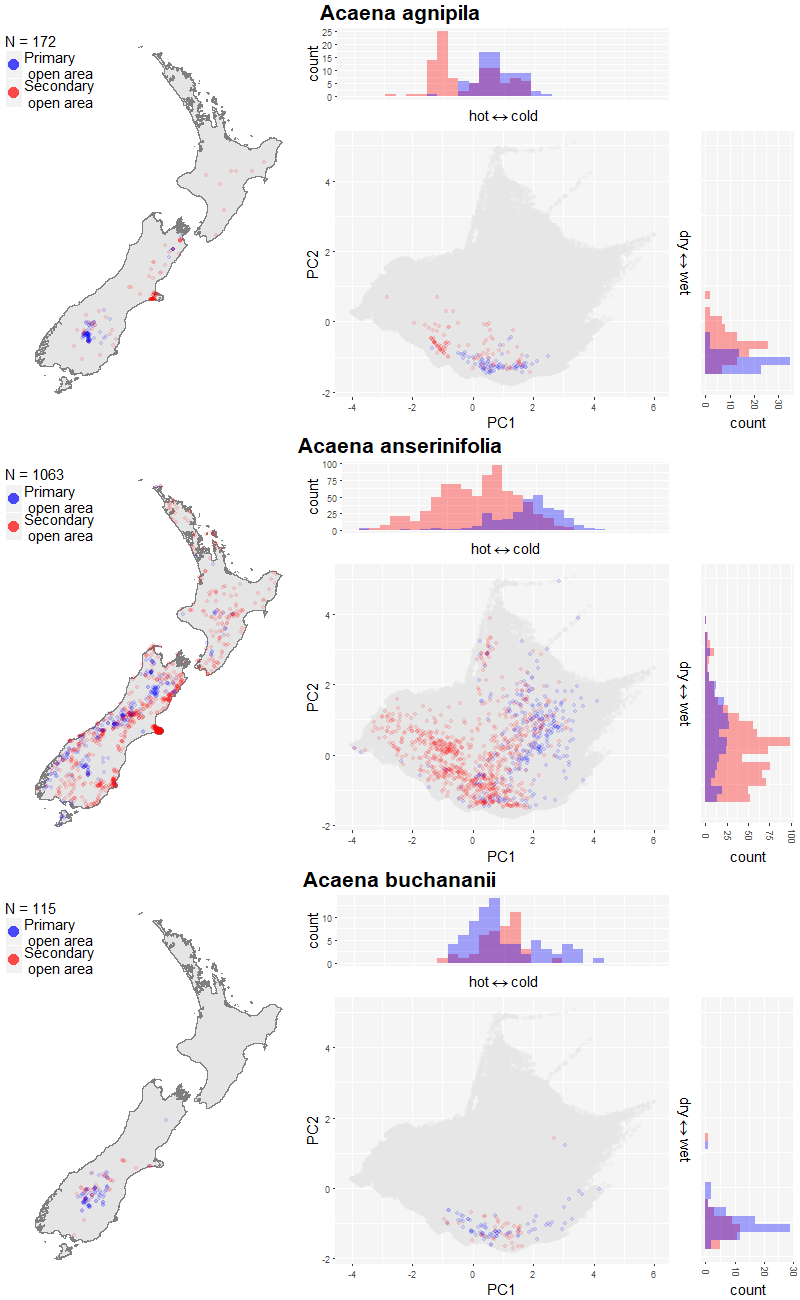 Acaena agnipila
N = 172
Primary
open area
Secondary
open area
count
25
20
15
10
5
0
hot↔cold
PC2
4
2
0
-2
-4
-2
0
2
4
6
PC1
dry↔wet
0
10
20
30
count
Acaena anserinifolia
N = 1063
Primary
open area
Secondary
open area
count
100
75
50
25
0
hot↔cold
PC2
4
2
0
-2
-4
-2
0
2
4
6
PC1
dry↔wet
0
25
50
75
100
count
Acaena buchananii
N = 115
Primary
open area
Secondary
open area
count
10
5
0
hot↔cold
PC2
4
2
0
-2
-4
-2
0
2
4
6
PC1
dry↔wet
0
10
20
30
count